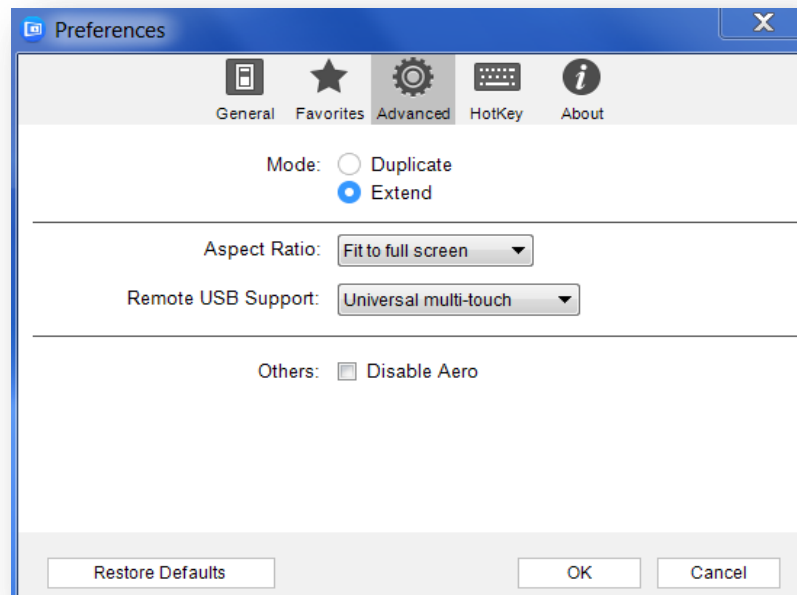 Preferences
X
General Favorites Advanced HotKey About
Mode: Duplicate
Extend
Aspect Ratio: Fit to full screen
Remote USB Support: Universal multi-touch
Others: Disable Aero
Restore Defaults OK Cancel